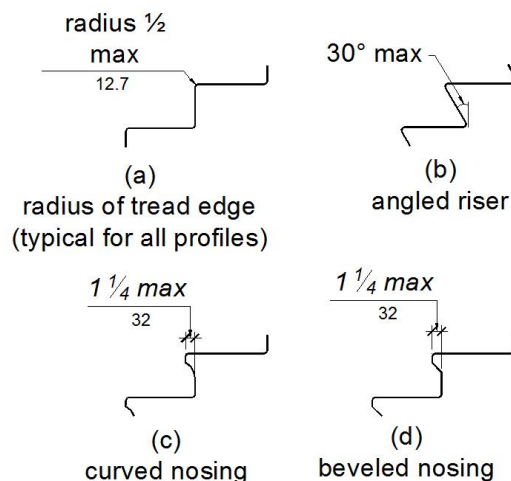 radius ½
max
12.7
(a)
radius of tread edge
(typical for all profiles)
30° max
(b)
angled riser
1 ¼ max
32
(c)
curved nosing
1 ¼ max
32
(d)
beveled nosing